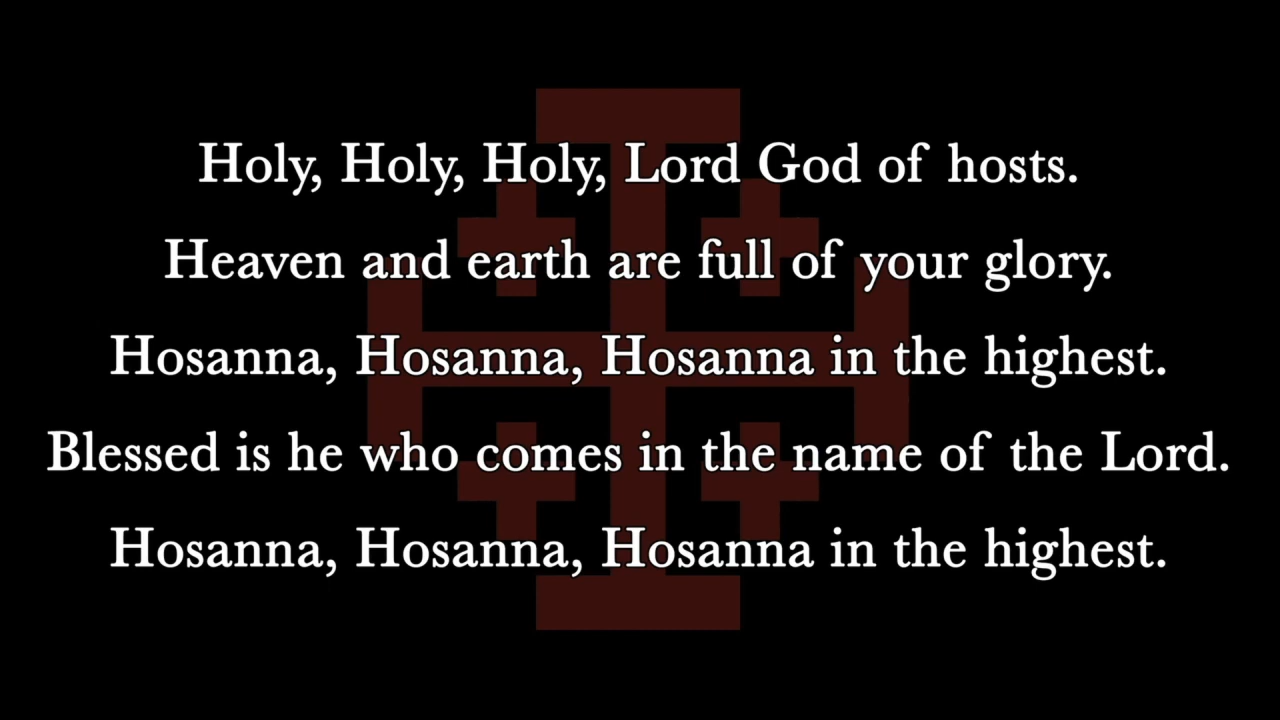 Holy, Holy, Holy, Lord God of hosts.
Heaven and earth are full of your glory.
Hosanna, Hosanna, Hosanna in the highest.
Blessed is he who comes in the name of the Lord.
Hosanna, Hosanna, Hosanna in the highest.